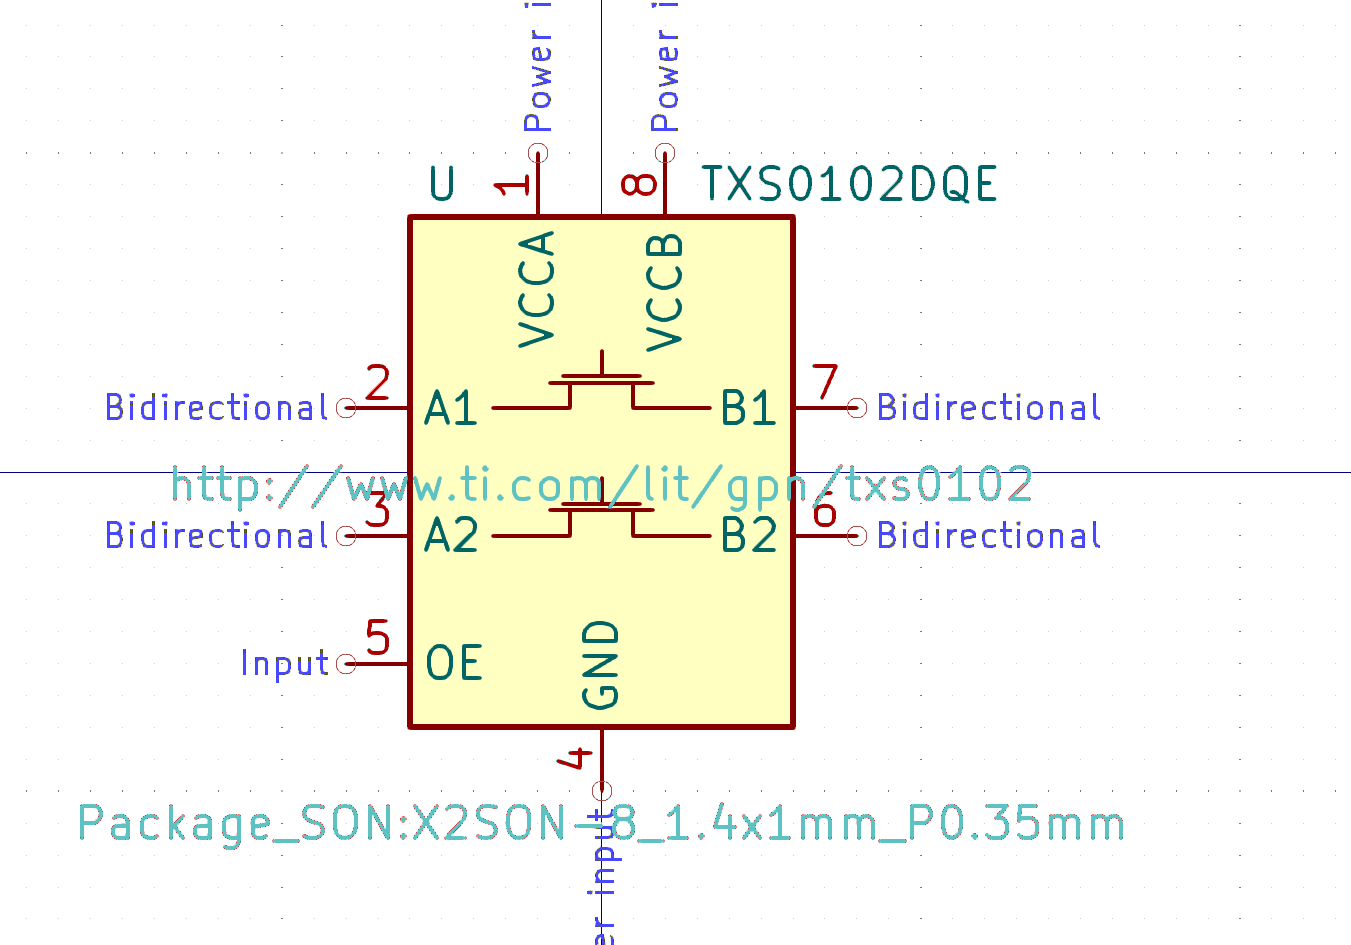 Power i
Power i
U
1
8
TXS0102DQE
VCCA
VCCB
2
7
Bidirectional
A1
B1
Bidirectional
http://www.ti.com/lit/gpn/txs0102
3
6
Bidirectional
A2
B2
Bidirectional
5
Input
OE
GND
4
Package_SON:X2SON-8_1.4x1mm_P0.35mm
er input